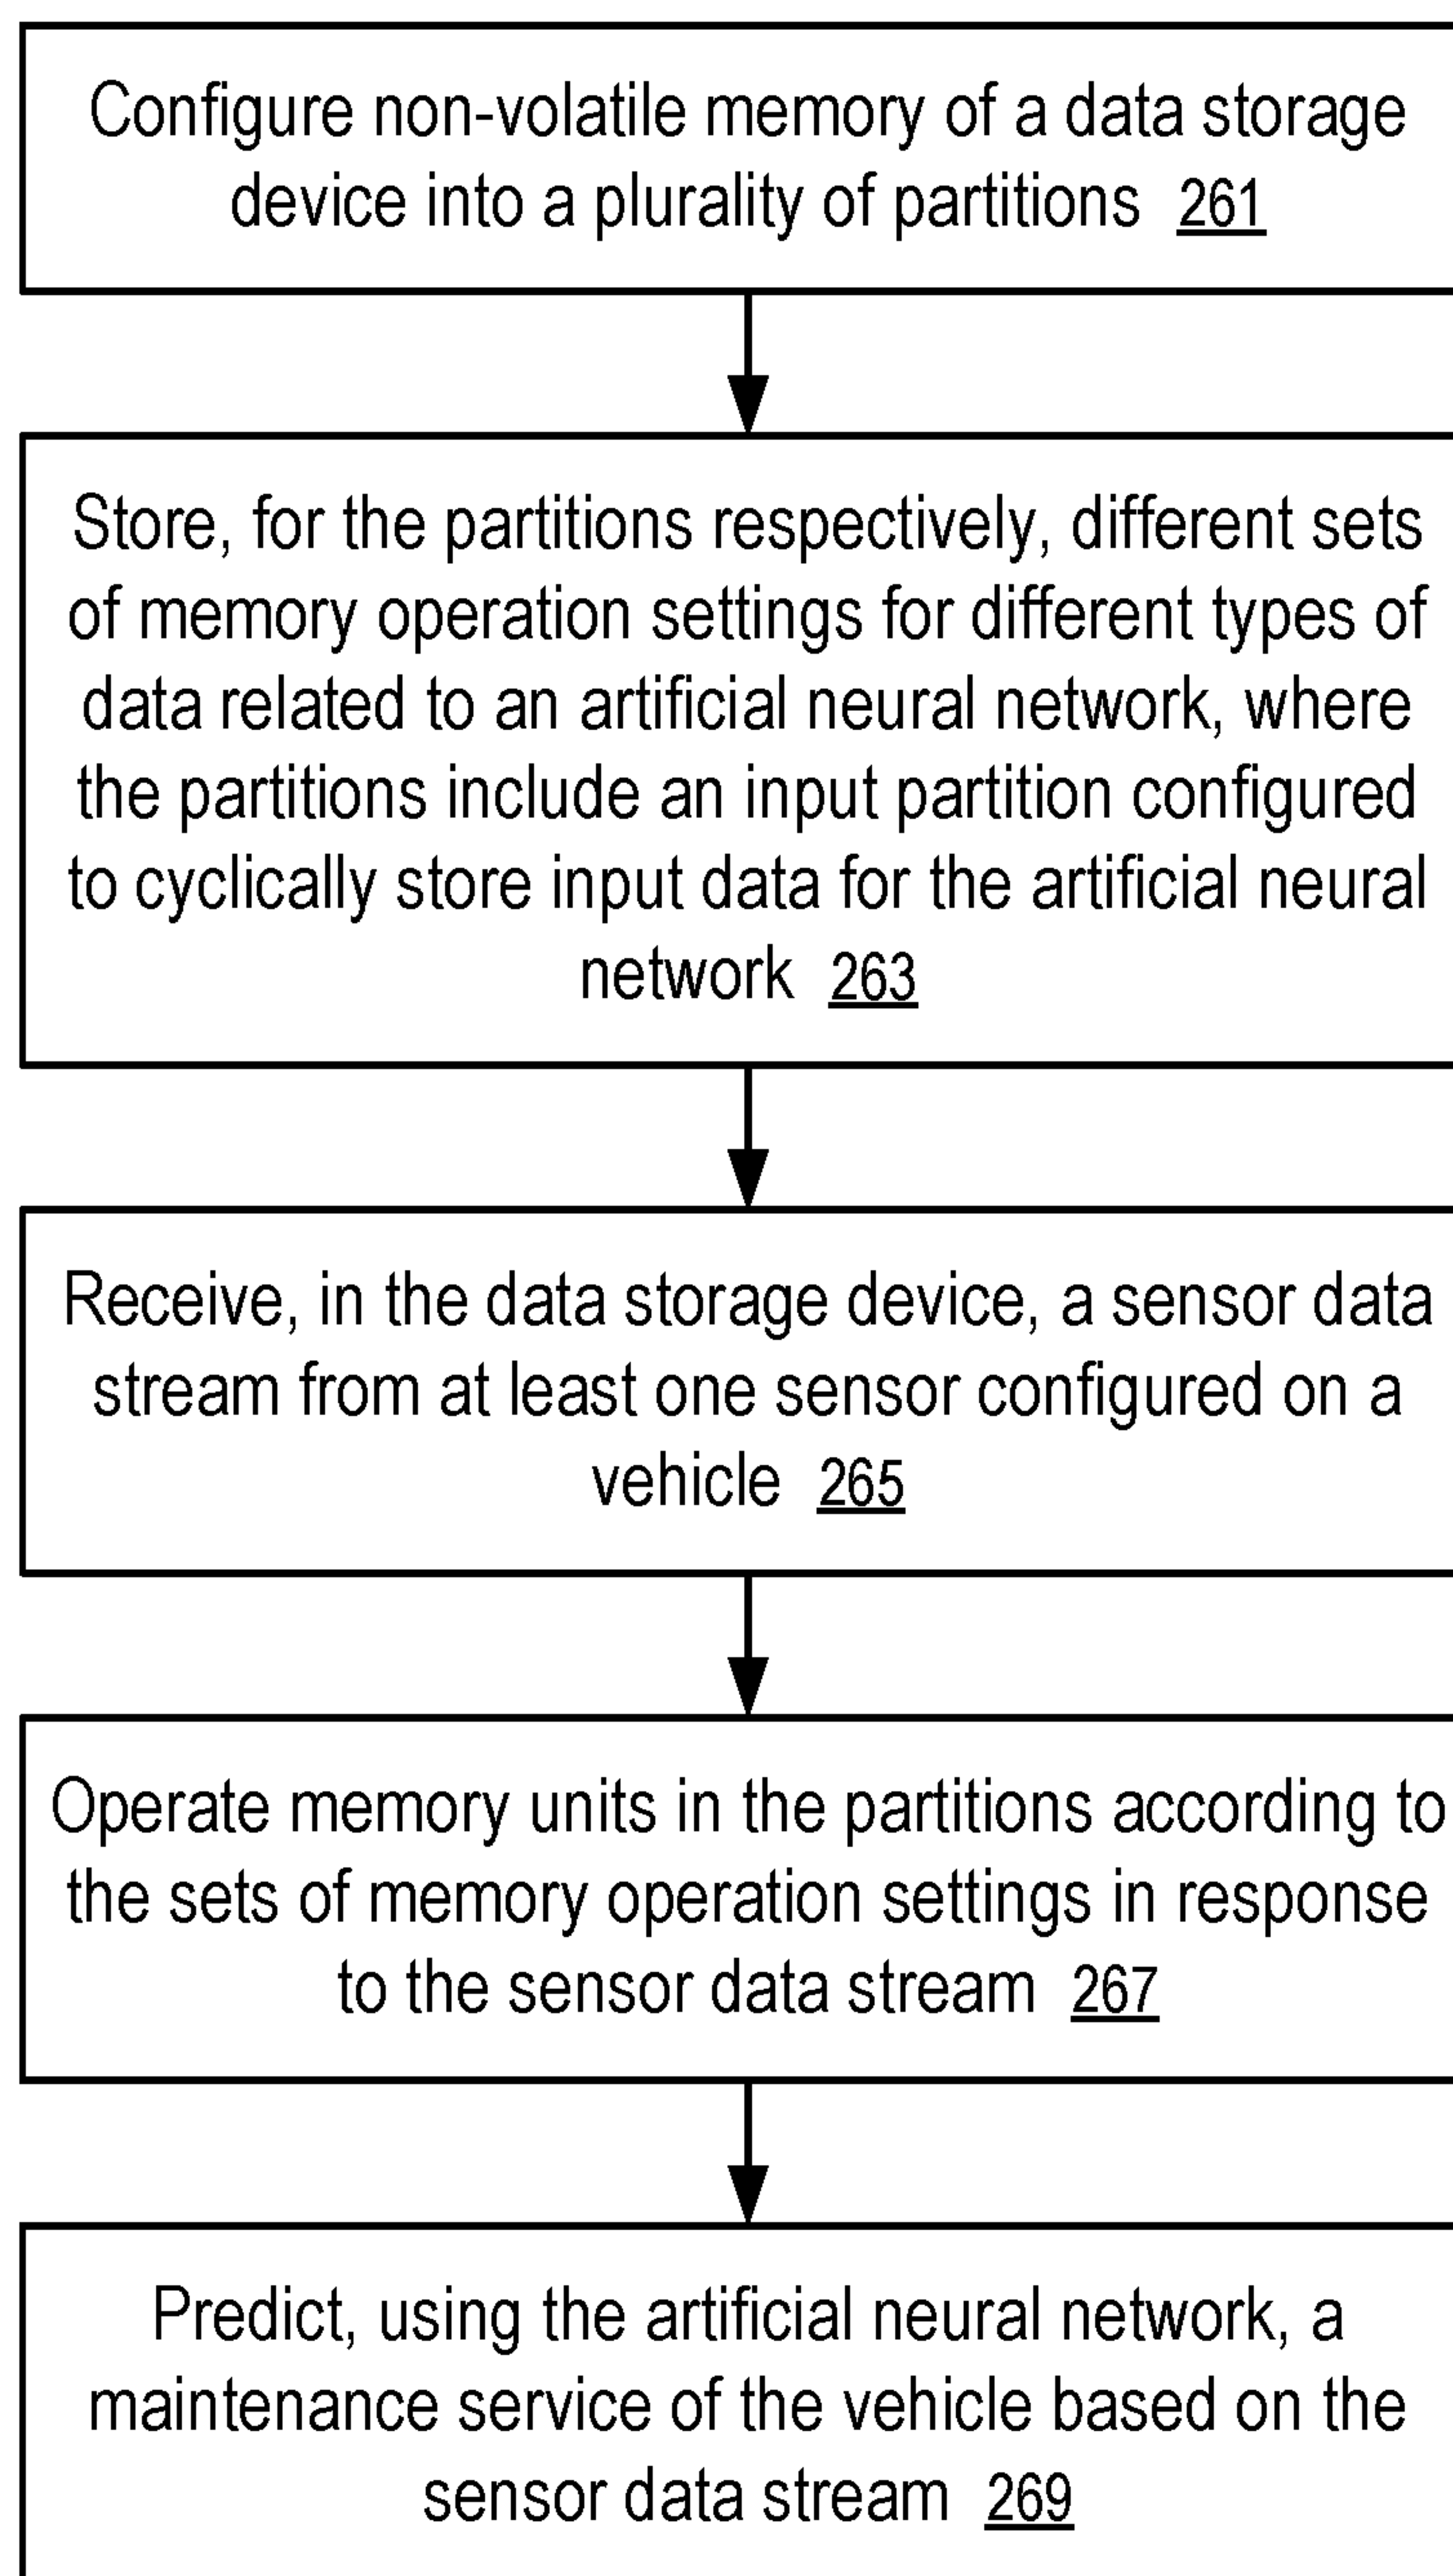 Configure non-volatile memory of a data storage
device into a plurality of partitions 261
Store, for the partitions respectively, different sets
of memory operation settings for different types of
data related to an artificial neural network, where
the partitions include an input partition configured
to cyclically store input data for the artificial neural
network 263
Receive, in the data storage device, a sensor data
stream from at least one sensor configured on a
vehicle 265
Operate memory units in the partitions according to
the sets of memory operation settings in response
to the sensor data stream 267
Predict, using the artificial neural network, a
maintenance service of the vehicle based on the
sensor data stream 269